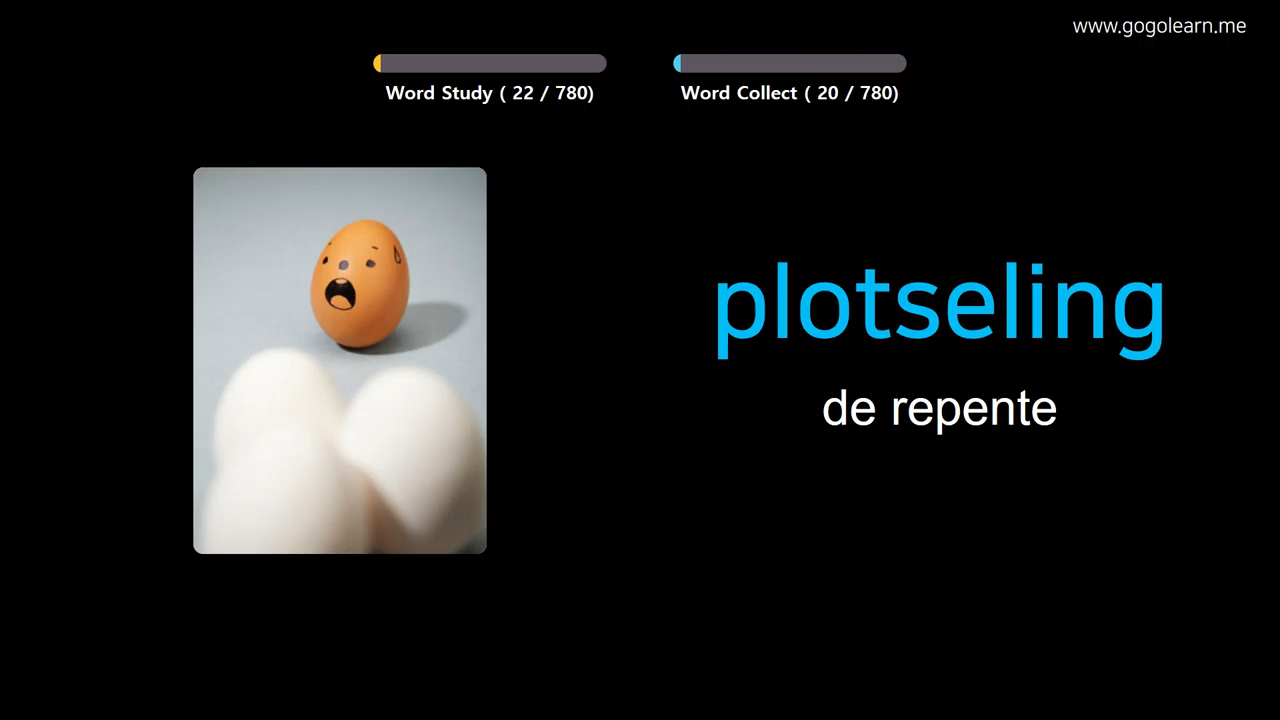 www.gogolearn.me
Word Study ( 22 / 780)
Word Collect ( 20 / 780)
plotseling
de repente